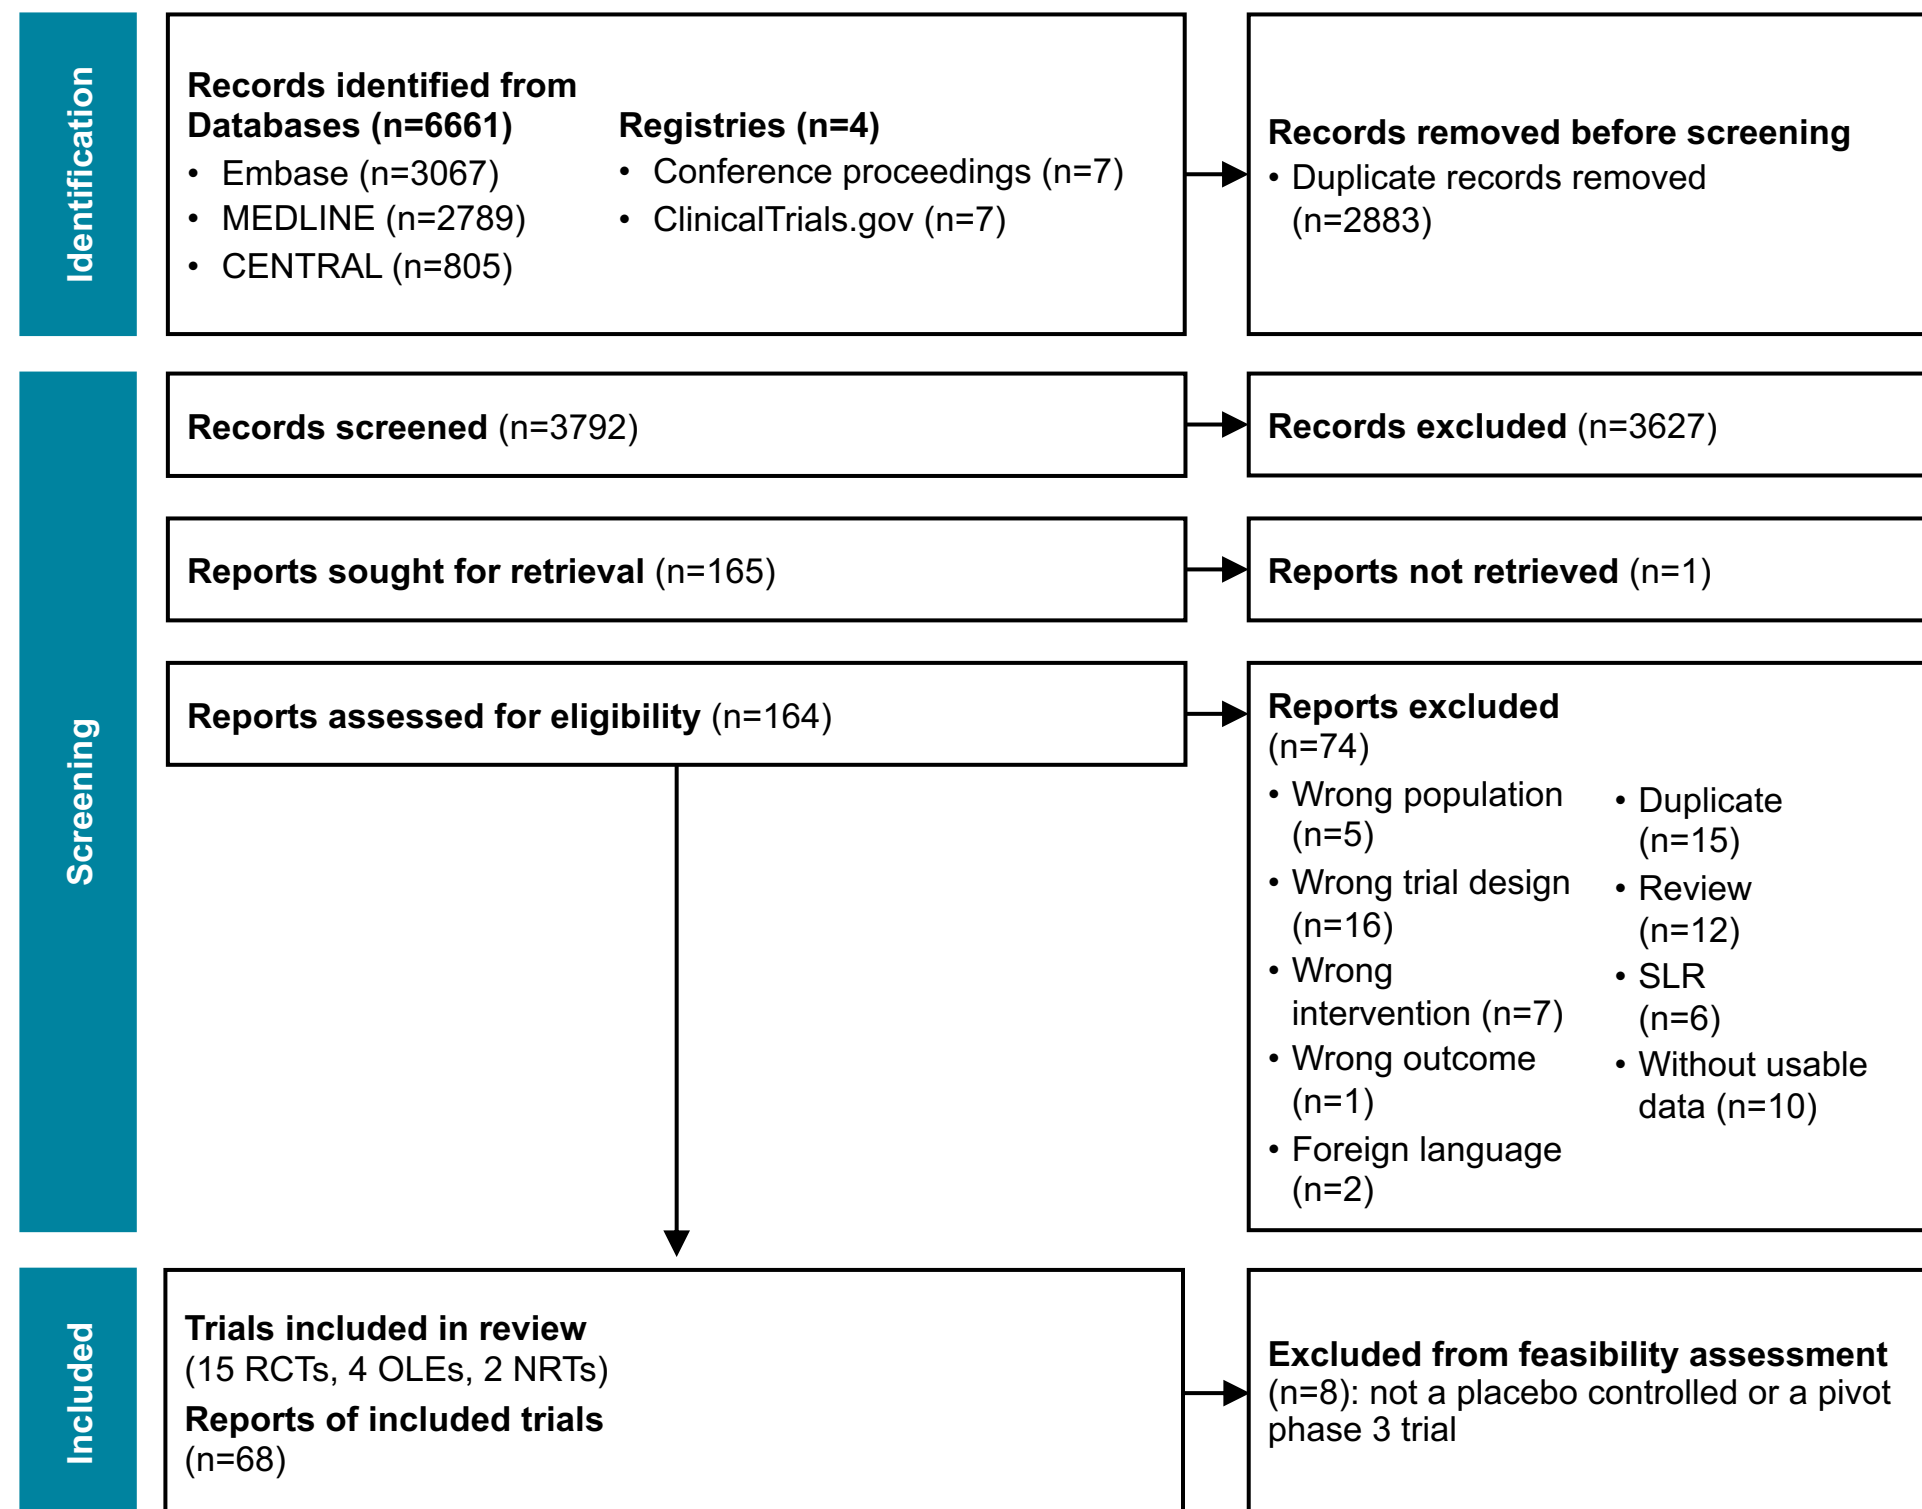 Identification
Records identified from
Databases (n=6661)
• Embase (n=3067)
• MEDLINE (n=2789)
• CENTRAL (n=805)
Registries (n=4)
• Conference proceedings (n=7)
• ClinicalTrials.gov (n=7)
Records removed before screening
• Duplicate records removed
(n=2883)
Screening
Records screened (n=3792)
Records excluded (n=3627)
Reports sought for retrieval (n=165)
Reports not retrieved (n=1)
Reports assessed for eligibility (n=164)
Reports excluded
(n=74)
• Wrong population
(n=5)
• Wrong trial design
(n=16)
• Wrong
intervention (n=7)
• Wrong outcome
(n=1)
• Foreign language
(n=2)
• Duplicate
(n=15)
• Review
(n=12)
• SLR
(n=6)
• Without usable
data (n=10)
Included
Trials included in review
(15 RCTs, 4 OLEs, 2 NRTs)
Reports of included trials
(n=68)
Excluded from feasibility assessment
(n=8): not a placebo controlled or a pivot
phase 3 trial